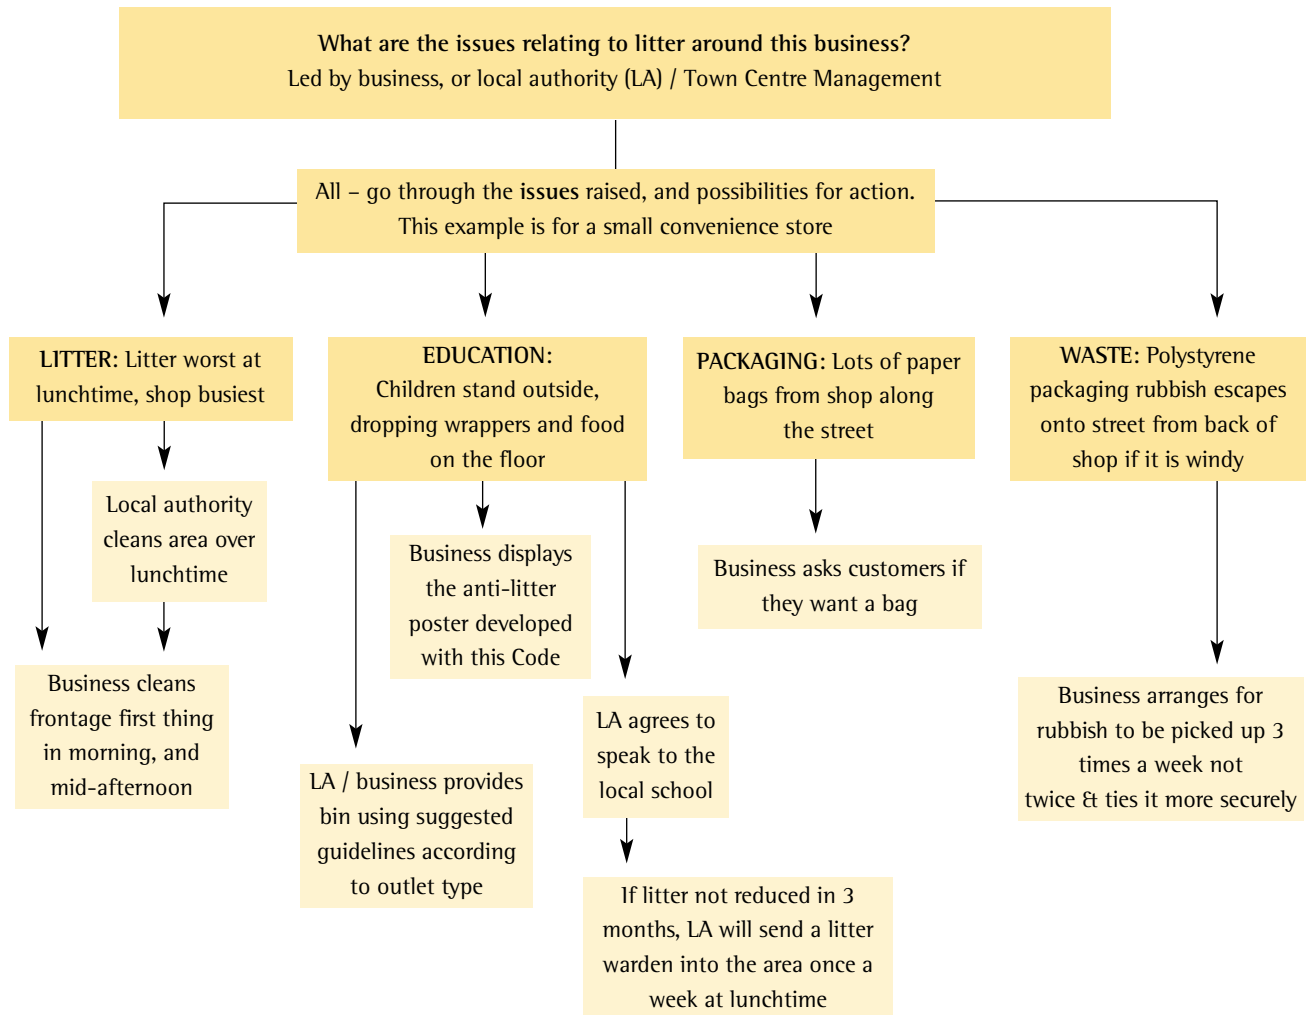 What are the issues relating to litter around this business?
Led by business, or local authority (LA) / Town Centre Management
All – go through the issues raised, and possibilities for action.
This example is for a small convenience store
LITTER: Litter worst at
lunchtime, shop busiest
Local authority
cleans area over
lunchtime
Business cleans
frontage first thing
in morning, and
mid-afternoon
EDUCATION:
Children stand outside,
dropping wrappers and food
on the floor
Business displays
the anti-litter
poster developed
with this Code
LA / business provides
bin using suggested
guidelines according
to outlet type
LA agrees to
speak to the
local school
If litter not reduced in 3
months, LA will send a litter
warden into the area once a
week at lunchtime
PACKAGING: Lots of paper
bags from shop along
the street
Business asks customers if
they want a bag
WASTE: Polystyrene
packaging rubbish escapes
onto street from back of
shop if it is windy
Business arranges for
rubbish to be picked up 3
times a week not
twice & ties it more securely